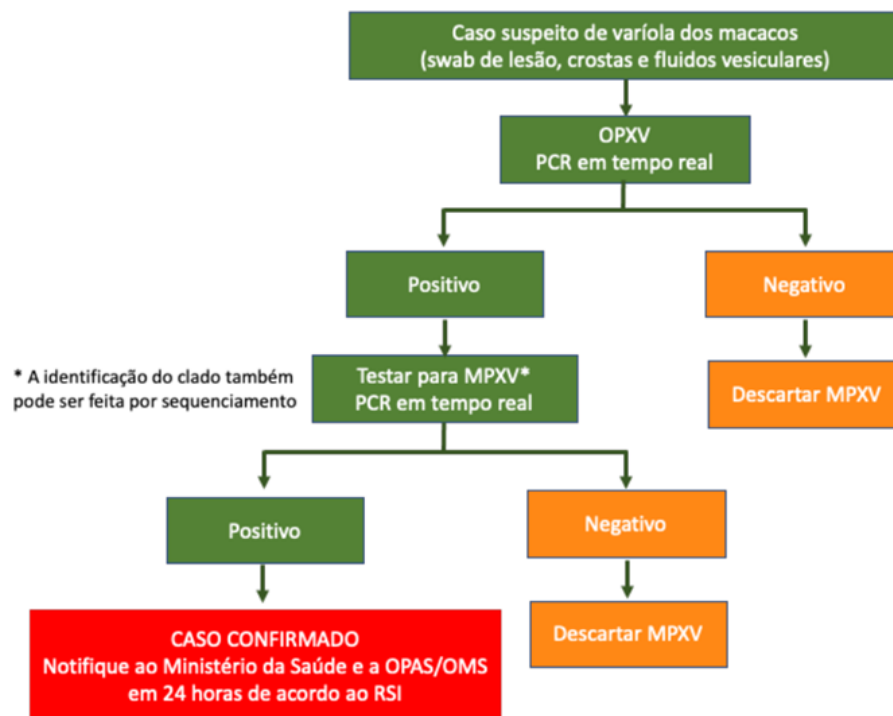 Caso suspeito de varíola dos macacos
(swab de lesão, crostas e fluidos vesiculares)
OPXV
PCR em tempo real
Positivo
Negativo
* A identificação do clado também
pode ser feita por sequenciamento
Testar para MPXV*
PCR em tempo real
Descartar MPXV
Positivo
Negativo
CASO CONFIRMADO
Notifique ao Ministério da Saúde e a OPAS/OMS
em 24 horas de acordo ao RSI
Descartar MPXV